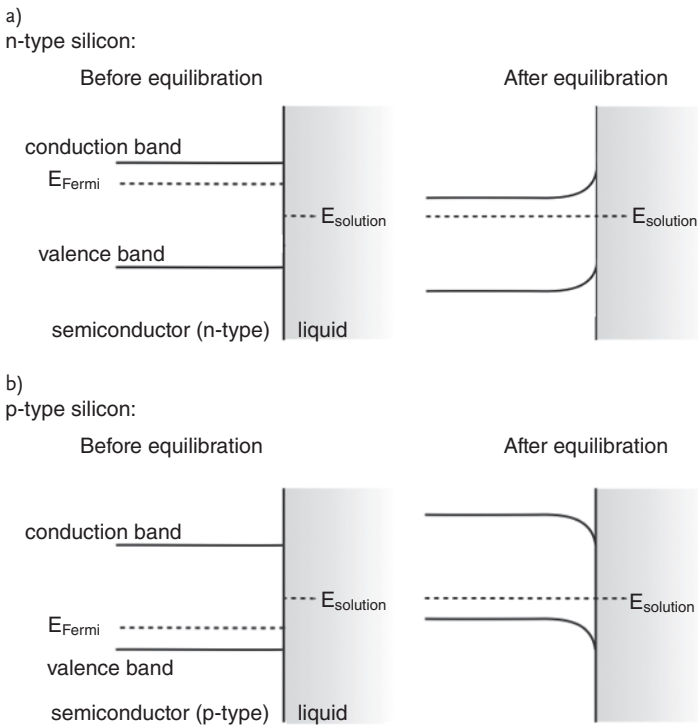 a)
n-type silicon:
Before equilibration
After equilibration
conduction band
EFermi
Esolution
Esolution
valence band
semiconductor (n-type)
liquid
b)
p-type silicon:
Before equilibration
After equilibration
conduction band
Esolution
Esolution
EFermi
valence band
semiconductor (p-type)
liquid